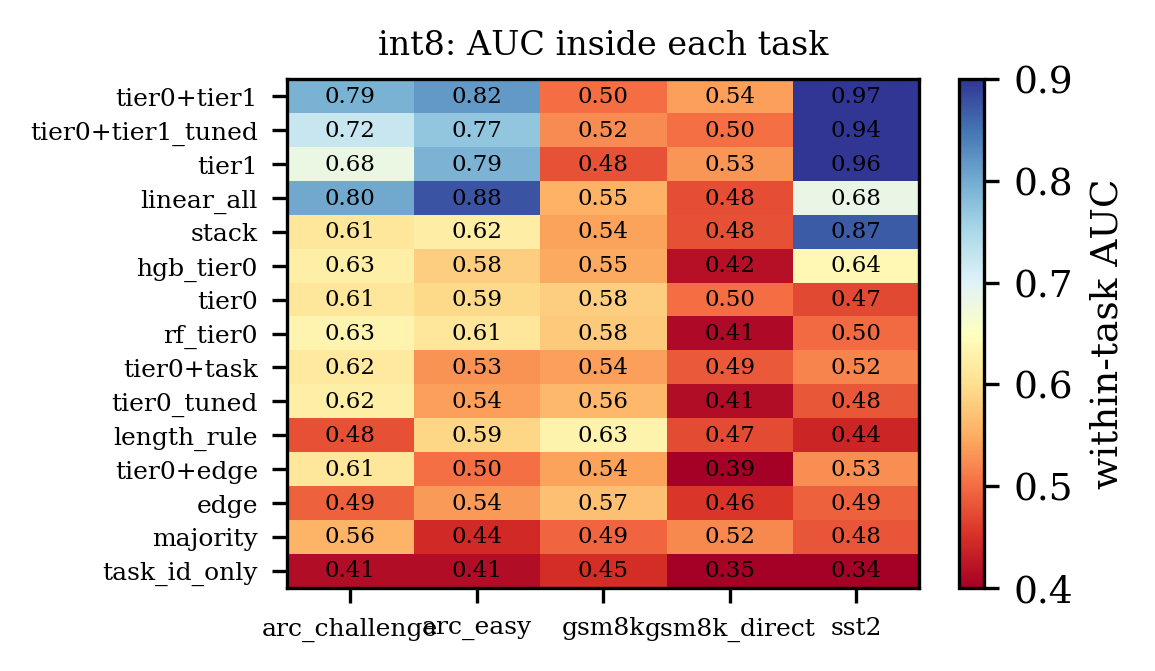 int8: AUC inside each task
tier0+tier1 0.79 0.82 0.50 0.54 0.97
tier0+tier1_tuned 0.72 0.77 0.52 0.50 0.94
tier1 0.68 0.79 0.48 0.53 0.96
linear_all 0.80 0.88 0.55 0.48 0.68
stack 0.61 0.62 0.54 0.48 0.87
hgb_tier0 0.63 0.58 0.55 0.42 0.64
tier0 0.61 0.59 0.58 0.50 0.47
rf_tier0 0.63 0.61 0.58 0.41 0.50
tier0+task 0.62 0.53 0.54 0.49 0.52
tier0_tuned 0.62 0.54 0.56 0.41 0.48
length_rule 0.48 0.59 0.63 0.47 0.44
tier0+edge 0.61 0.50 0.54 0.39 0.53
edge 0.49 0.54 0.57 0.46 0.49
majority 0.56 0.44 0.49 0.52 0.48
task_id_only 0.41 0.41 0.45 0.35 0.34
arc_challenge arc_easy gsm8k gsm8k_direct sst2
0.9
0.8
0.7
0.6
0.5
0.4
within-task AUC